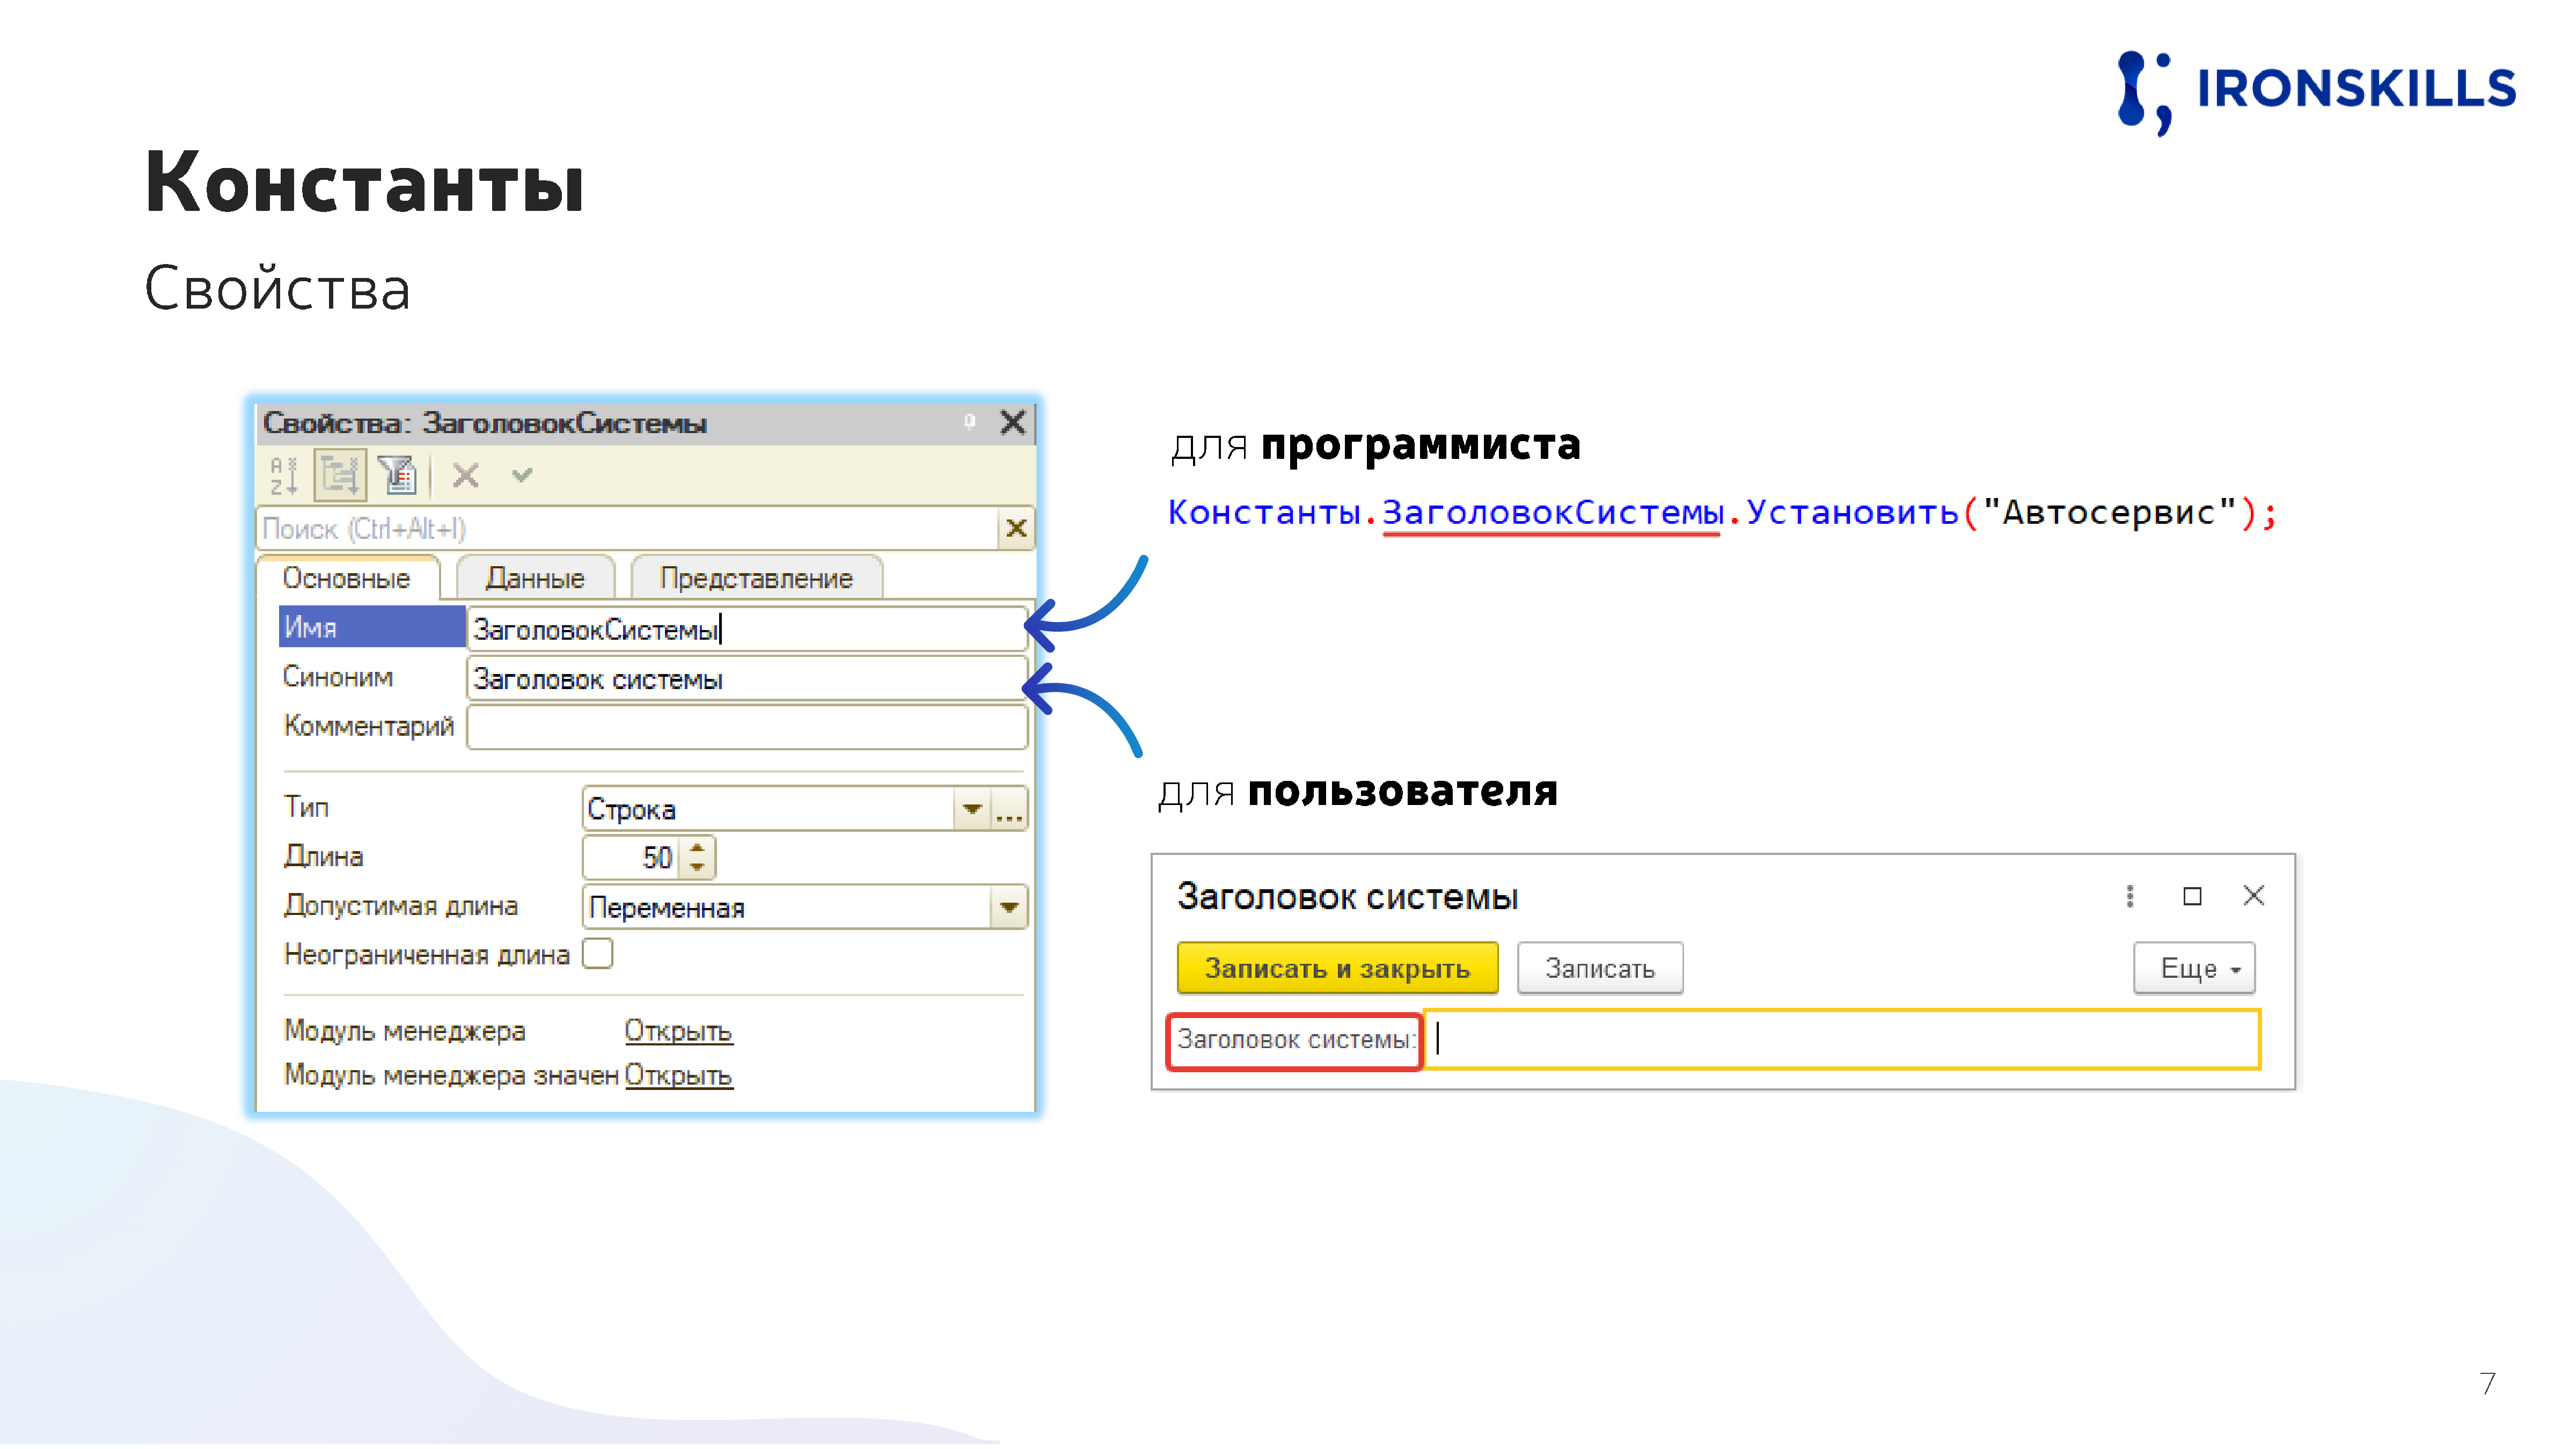 IRONSKILLS
Константы
Свойства
Свойства: ЗаголовокСистемы
Поиск (Ctrl+Alt+I)
Основные Данные Представление
Имя ЗаголовокСистемы
Синоним Заголовок системы
Комментарий
Тип Строка ...
Длина 50
Допустимая длина Переменная
Неограниченная длина
Модуль менеджера Открыть
Модуль менеджера значен Открыть
для программиста
Константы.ЗаголовокСистемы.Установить("Автосервис");
для пользователя
Заголовок системы
Записать и закрыть Записать Еще
Заголовок системы:
7